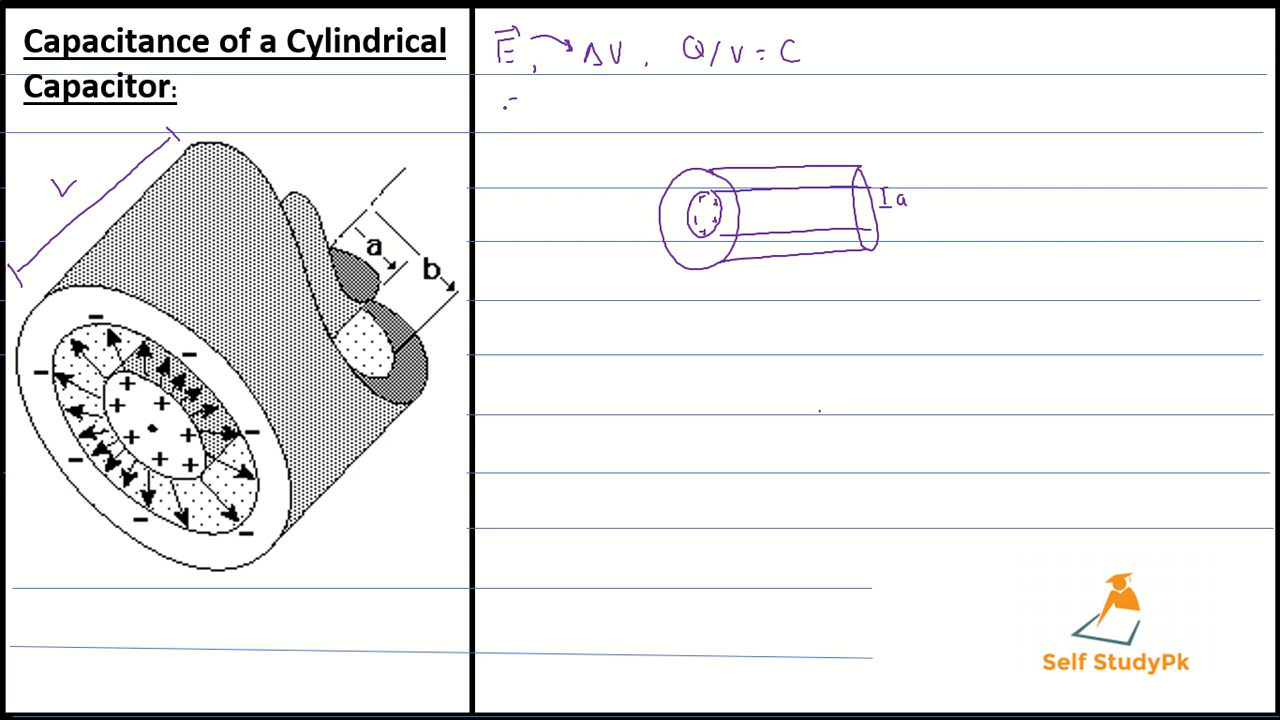 Capacitance of a Cylindrical
Capacitor:
L
a
b
+ + + + + + + +
- - - - - - - -
E, → ΔV, Q/V = C
∵
I a
Self StudyPk